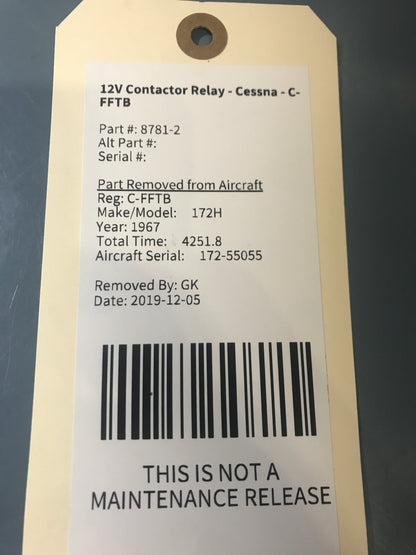 12V Contactor Relay - Cessna - C-
FFTB
Part #: 8781-2
Alt Part #:
Serial #:
Part Removed from Aircraft
Reg: C-FFTB
Make/Model: 172H
Year: 1967
Total Time: 4251.8
Aircraft Serial: 172-55055
Removed By: GK
Date: 2019-12-05
THIS IS NOT A
MAINTENANCE RELEASE